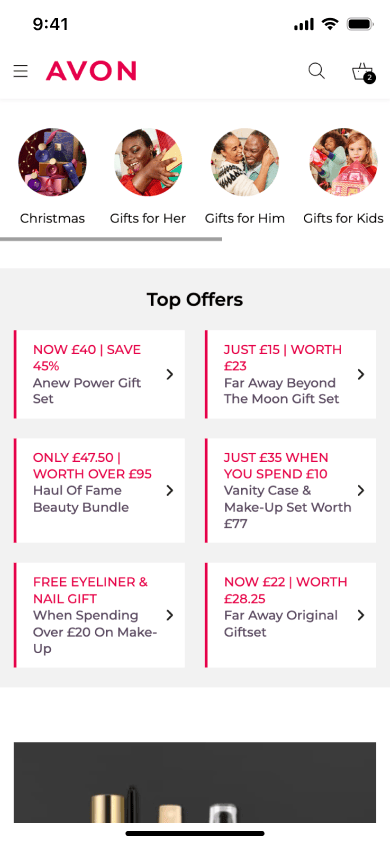 9:41
AVON
2
Christmas
Gifts for Her
Gifts for Him
Gifts for Kids
Top Offers
NOW £40 | SAVE
45%
Anew Power Gift
Set
JUST £15 | WORTH
£23
Far Away Beyond
The Moon Gift Set
ONLY £47.50 |
WORTH OVER £95
Haul Of Fame
Beauty Bundle
JUST £35 WHEN
YOU SPEND £10
Vanity Case &
Make-Up Set Worth
£77
FREE EYELINER &
NAIL GIFT
When Spending
Over £20 On Make-
Up
NOW £22 | WORTH
£28.25
Far Away Original
Giftset